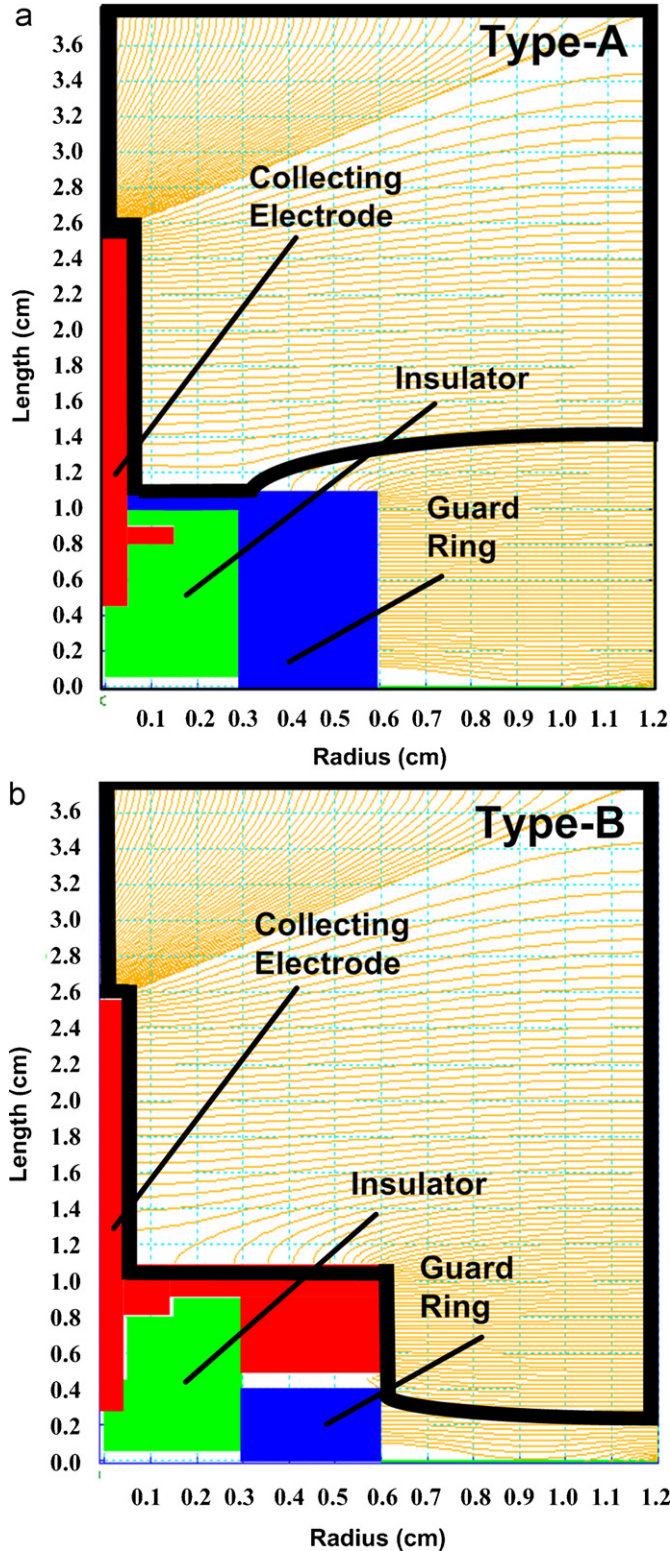 a
Type-A
3.6
3.4
3.2
3.0
2.8
2.6
2.4
2.2
2.0
1.8
1.6
1.4
1.2
1.0
0.8
0.6
0.4
0.2
0.0
Length (cm)
Collecting
Electrode
Insulator
Guard
Ring
0.1 0.2 0.3 0.4 0.5 0.6 0.7 0.8 0.9 1.0 1.1 1.2
Radius (cm)
b
Type-B
3.6
3.4
3.2
3.0
2.8
2.6
2.4
2.2
2.0
1.8
1.6
1.4
1.2
1.0
0.8
0.6
0.4
0.2
0.0
Length (cm)
Collecting
Electrode
Insulator
Guard
Ring
0.1 0.2 0.3 0.4 0.5 0.6 0.7 0.8 0.9 1.0 1.1 1.2
Radius (cm)